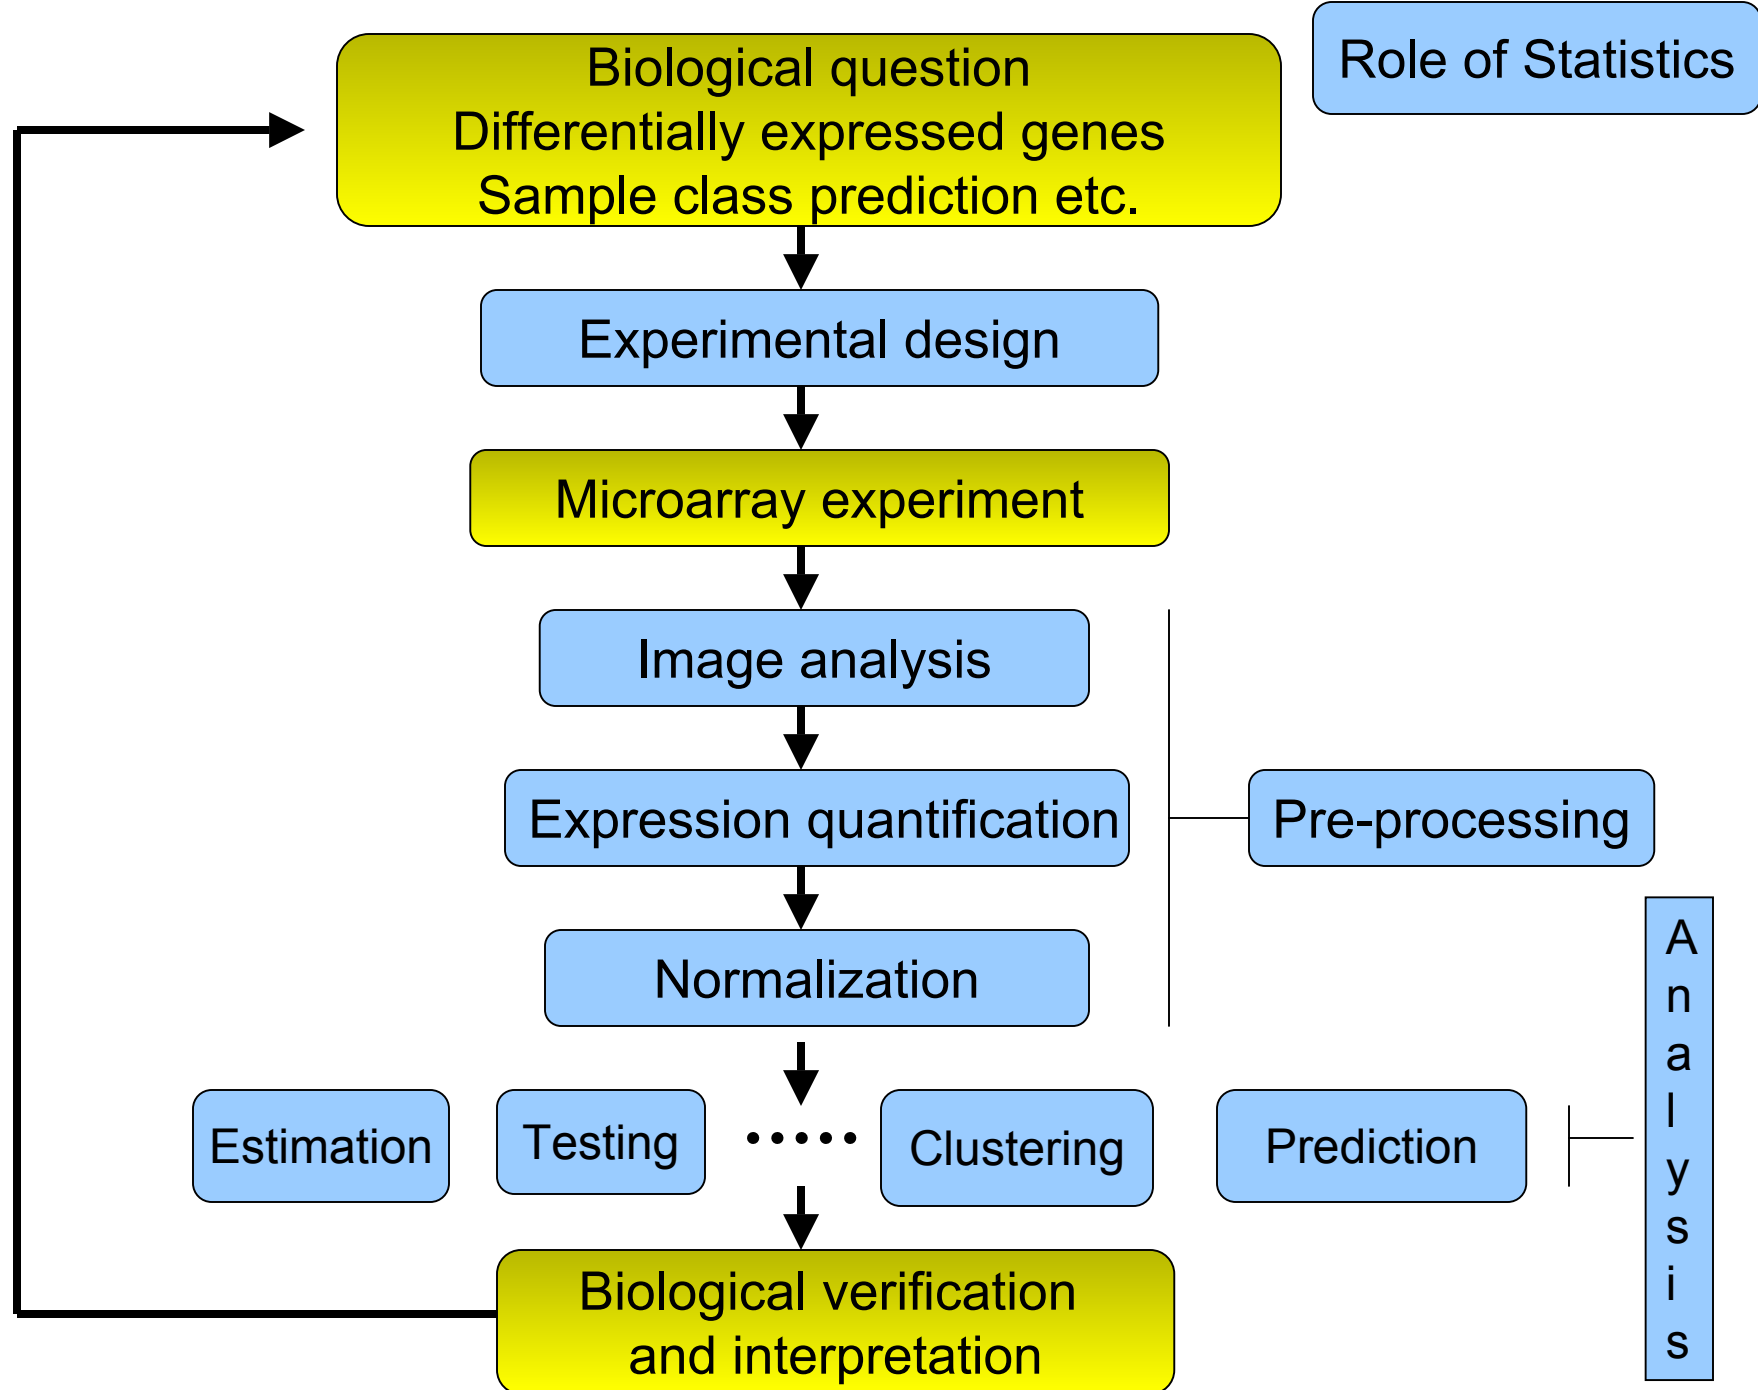 Role of Statistics
Biological question
Differentially expressed genes
Sample class prediction etc.
Experimental design
Microarray experiment
Image analysis
Expression quantification
Pre-processing
Normalization
Estimation
Testing
.....
Clustering
Prediction
Analysis
Biological verification
and interpretation